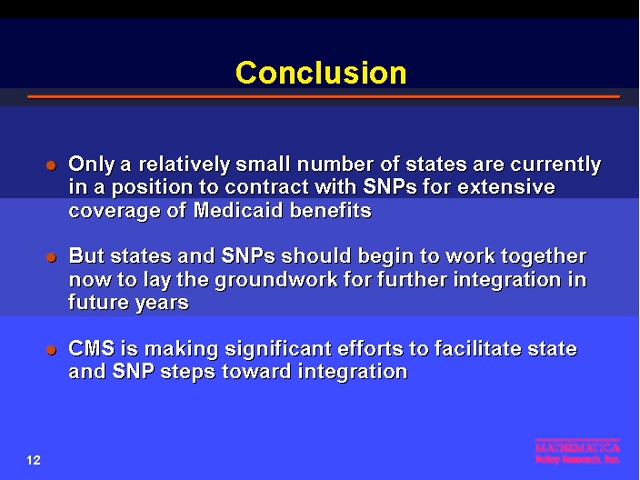 Conclusion
Only a relatively small number of states are currently
in a position to contract with SNPs for extensive
coverage of Medicaid benefits
But states and SNPs should begin to work together
now to lay the groundwork for further integration in
future years
CMS is making significant efforts to facilitate state
and SNP steps toward integration
12
MATHEMATICA
Policy Research, Inc.